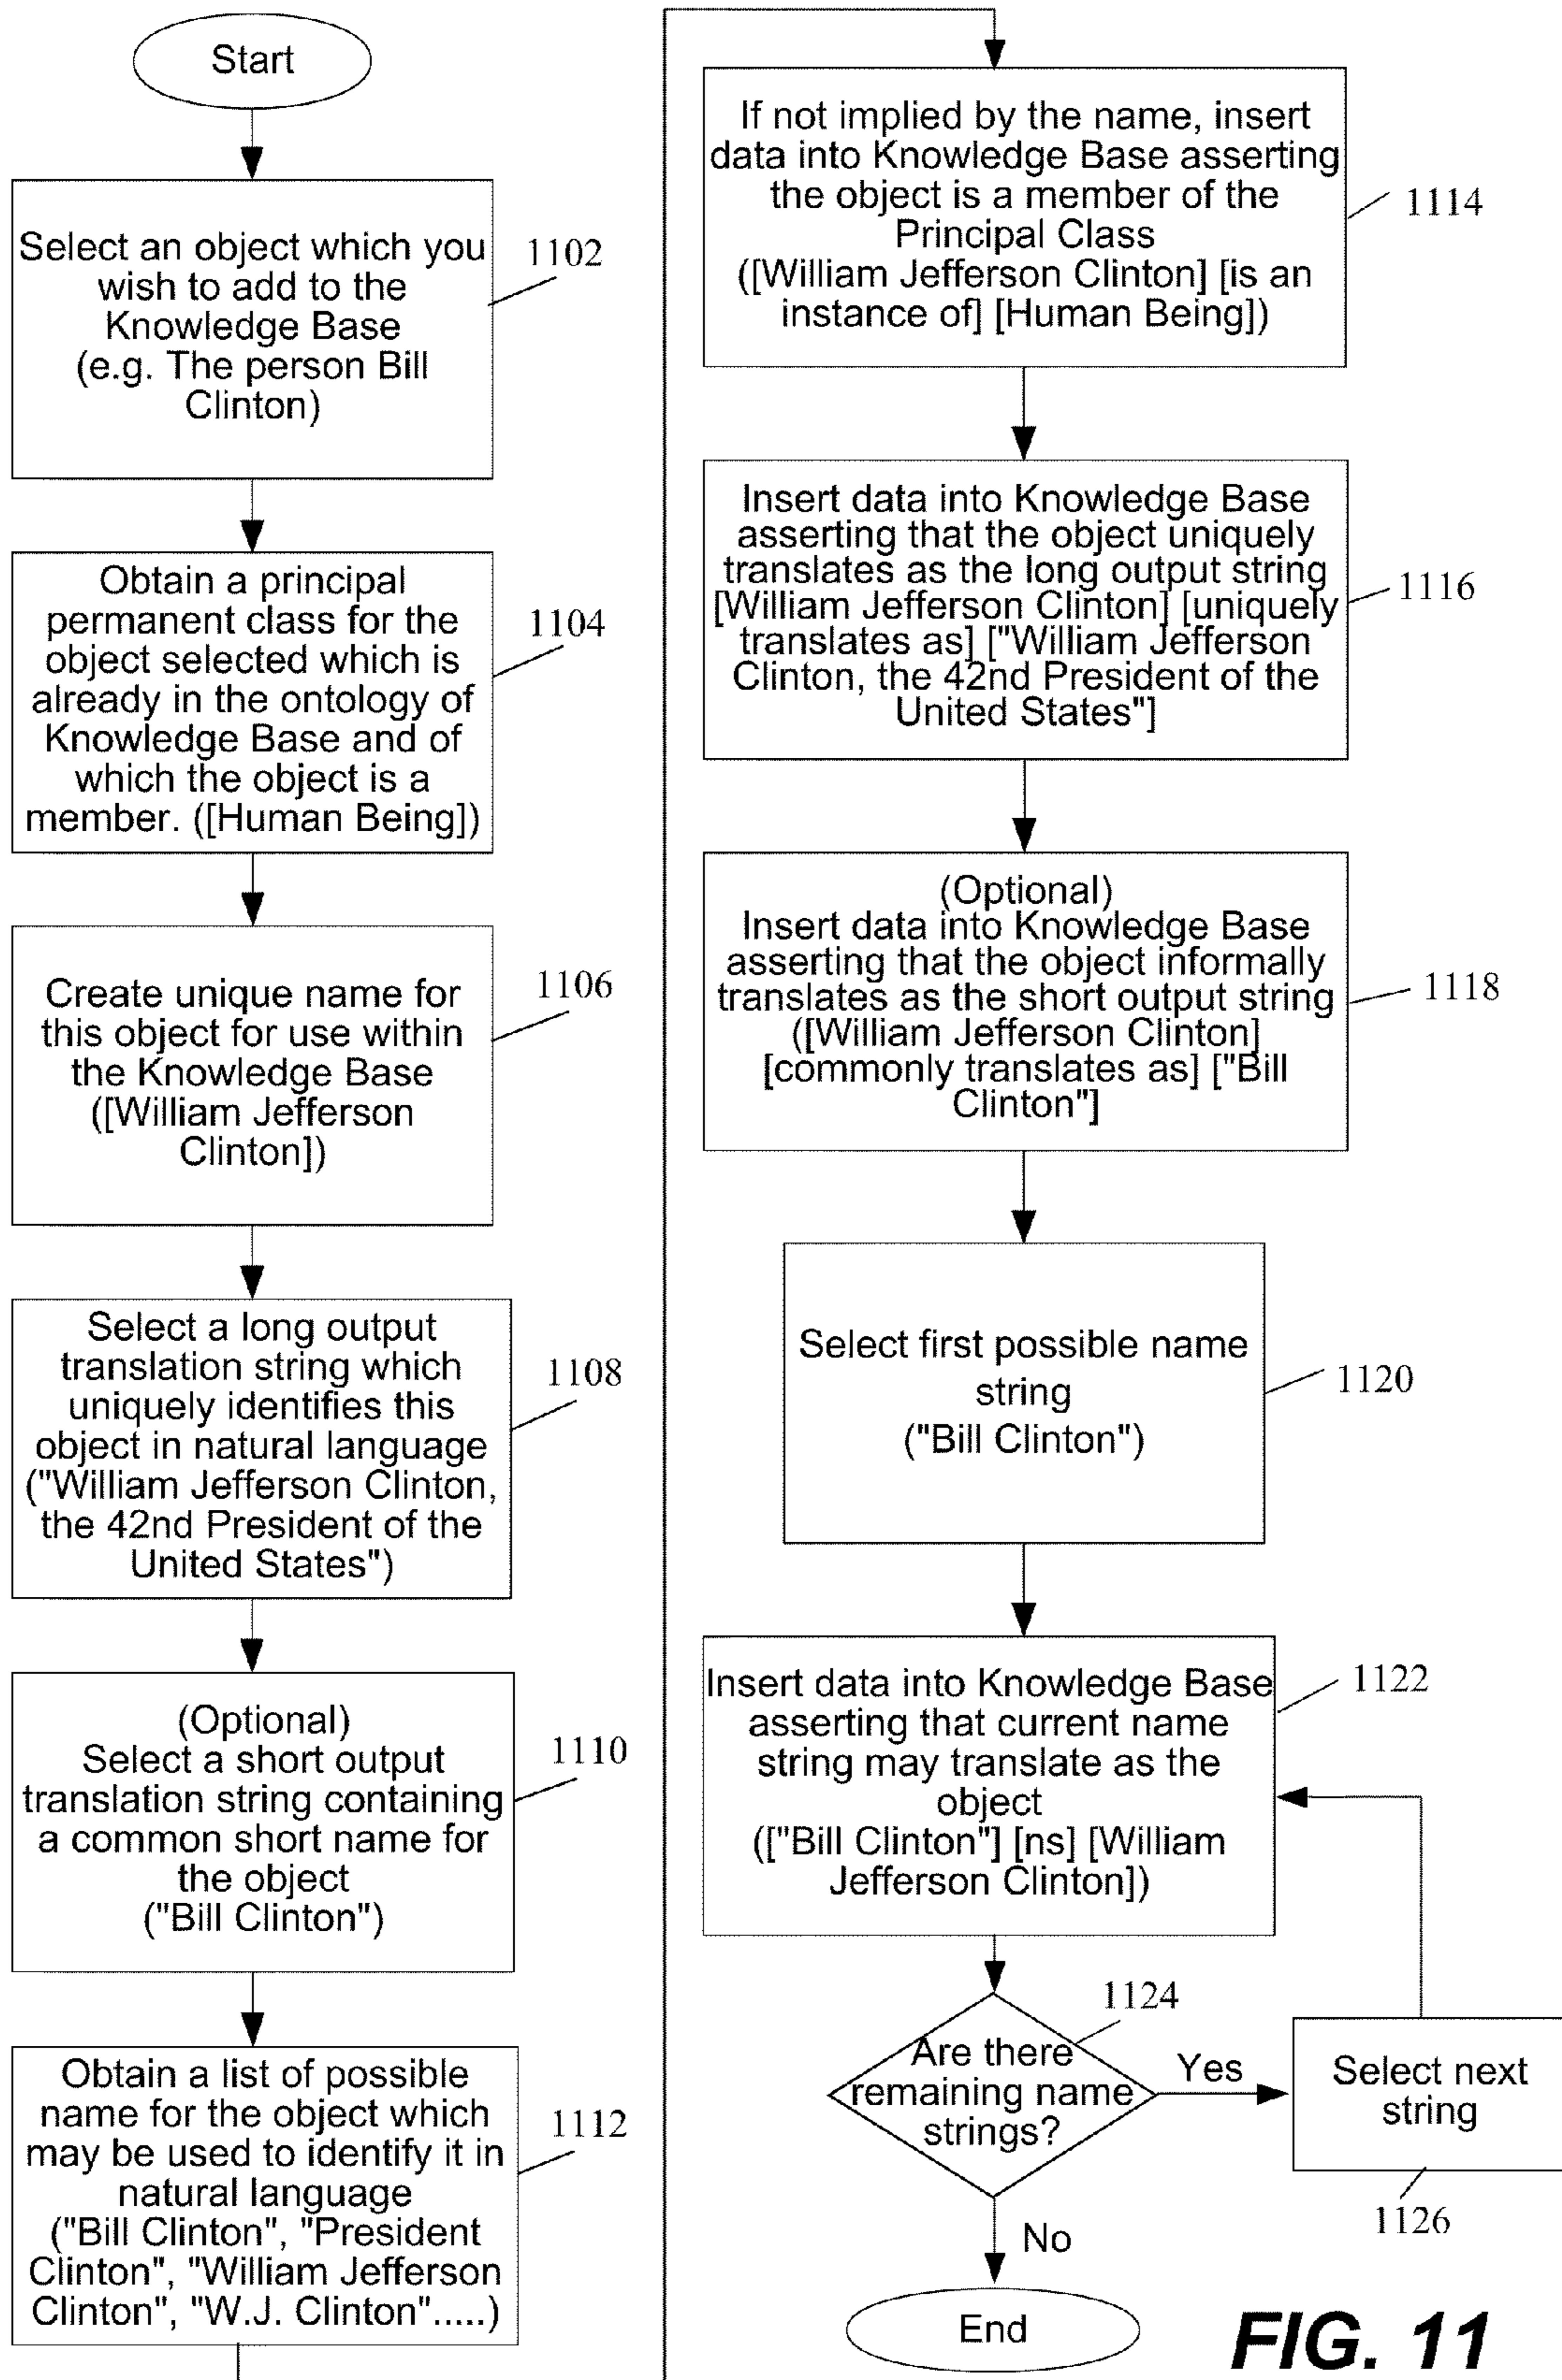 Start
Select an object which you
wish to add to the
Knowledge Base
(e.g. The person Bill
Clinton)
1102
Obtain a principal
permanent class for the
object selected which is
already in the ontology of
Knowledge Base and of
which the object is a
member. ([Human Being])
1104
Create unique name for
this object for use within
the Knowledge Base
([William Jefferson
Clinton])
1106
Select a long output
translation string which
uniquely identifies this
object in natural language
("William Jefferson Clinton,
the 42nd President of the
United States")
1108
(Optional)
Select a short output
translation string containing
a common short name for
the object
("Bill Clinton")
1110
Obtain a list of possible
name for the object which
may be used to identify it in
natural language
("Bill Clinton", "President
Clinton", "William Jefferson
Clinton", "W.J. Clinton".....)
1112
If not implied by the name, insert
data into Knowledge Base asserting
the object is a member of the
Principal Class
([William Jefferson Clinton] [is an
instance of] [Human Being])
1114
Insert data into Knowledge Base
asserting that the object uniquely
translates as the long output string
[William Jefferson Clinton] [uniquely
translates as] ["William Jefferson
Clinton, the 42nd President of the
United States"]
1116
(Optional)
Insert data into Knowledge Base
asserting that the object informally
translates as the short output string
([William Jefferson Clinton]
[commonly translates as] ["Bill
Clinton"]
1118
Select first possible name
string
("Bill Clinton")
1120
Insert data into Knowledge Base
asserting that current name
string may translate as the
object
(["Bill Clinton"] [ns] [William
Jefferson Clinton])
1122
1124
Are there
remaining name
strings?
Yes
Select next
string
1126
No
End
FIG. 11